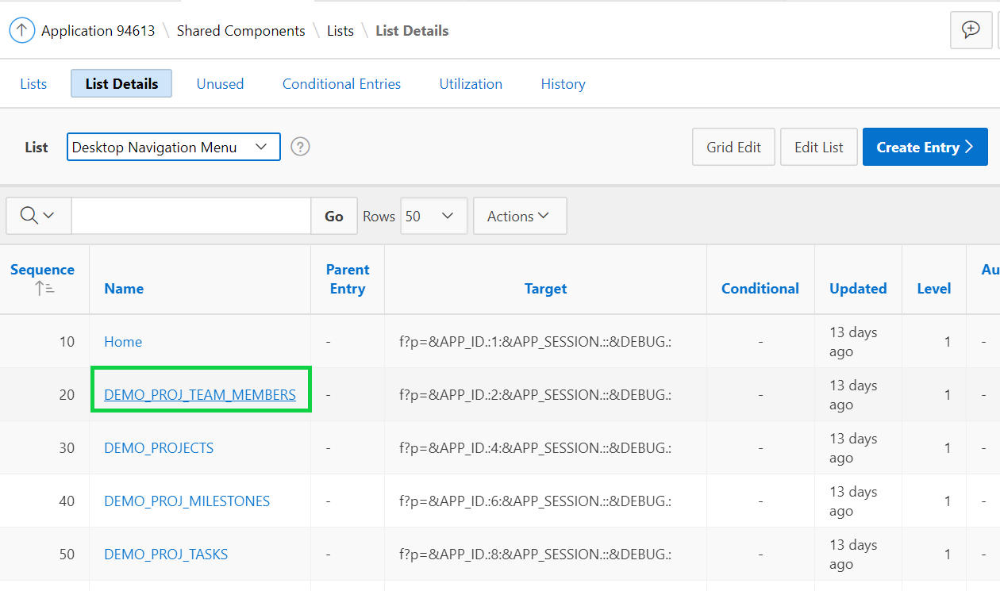 Application 94613 \ Shared Components \ Lists \ List Details
Lists List Details Unused Conditional Entries Utilization History
List Desktop Navigation Menu ? Grid Edit Edit List Create Entry
Go Rows 50 Actions
Sequence Name Parent Entry Target Conditional Updated Level Au
10 Home - f?p=&APP_ID.:1:&APP_SESSION.::&DEBUG.: - 13 days ago 1 -
20 DEMO_PROJ_TEAM_MEMBERS - f?p=&APP_ID.:2:&APP_SESSION.::&DEBUG.: - 13 days ago 1 -
30 DEMO_PROJECTS - f?p=&APP_ID.:4:&APP_SESSION.::&DEBUG.: - 13 days ago 1 -
40 DEMO_PROJ_MILESTONES - f?p=&APP_ID.:6:&APP_SESSION.::&DEBUG.: - 13 days ago 1 -
50 DEMO_PROJ_TASKS - f?p=&APP_ID.:8:&APP_SESSION.::&DEBUG.: - 13 days ago 1 -